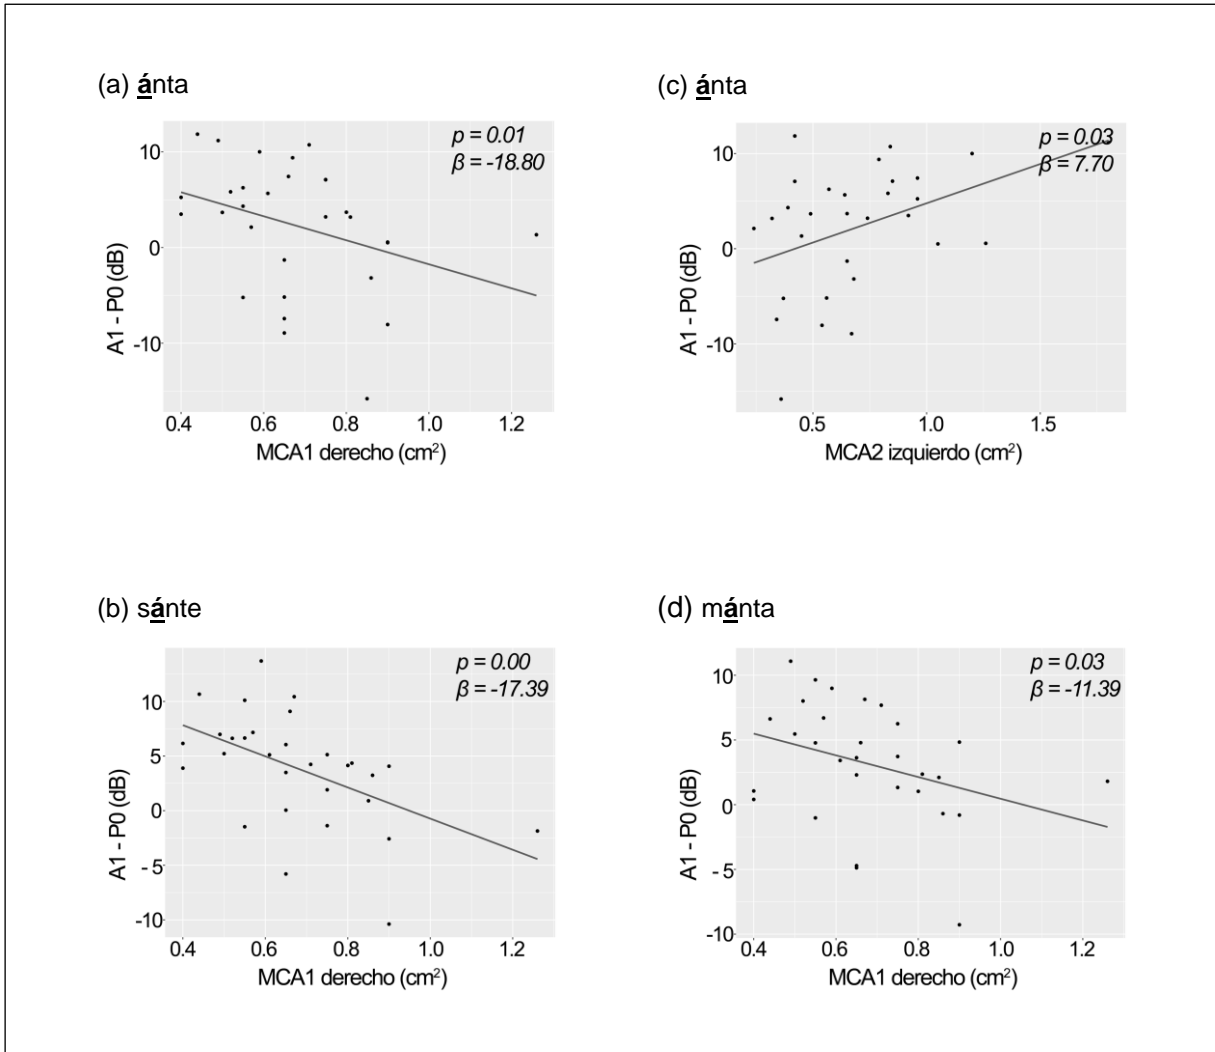 (a) ánta
p = 0.01
β = -18.80
10
0
-10
A1 - P0 (dB)
0.4 0.6 0.8 1.0 1.2
MCA1 derecho (cm²)
(c) ánta
p = 0.03
β = 7.70
10
0
-10
A1 - P0 (dB)
0.5 1.0 1.5
MCA2 izquierdo (cm²)
(b) sánte
p = 0.00
β = -17.39
10
5
0
- 5
-10
A1 - P0 (dB)
0.4 0.6 0.8 1.0 1.2
MCA1 derecho (cm²)
(d) mánta
p = 0.03
β = -11.39
10
5
0
- 5
-10
A1 - P0 (dB)
0.4 0.6 0.8 1.0 1.2
MCA1 derecho (cm²)